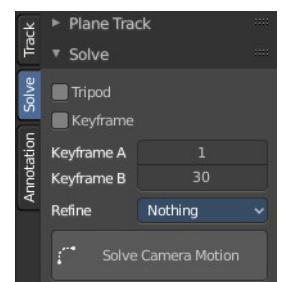 Track
Solve
Annotation
Plane Track
Solve
Tripod
Keyframe
Keyframe A 1
Keyframe B 30
Refine Nothing
Solve Camera Motion